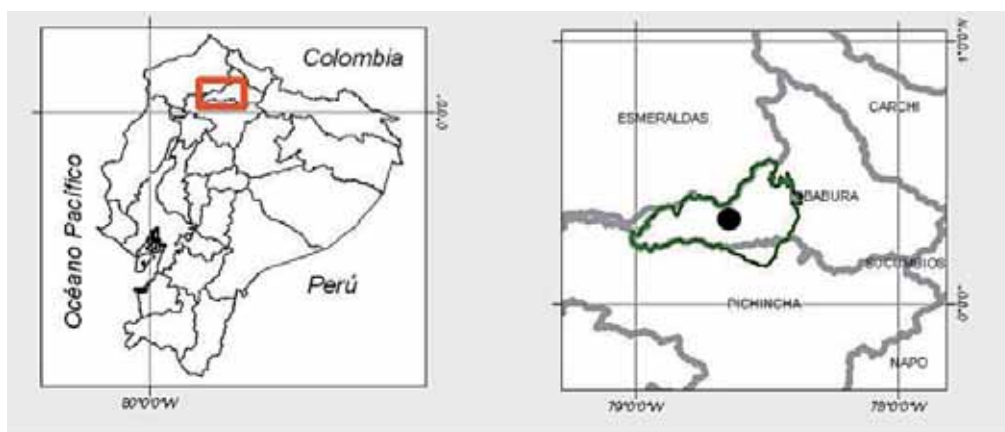 Colombia
0°0'0"
Océano Pacífico
Perú
80°0'0"W
1°0'0"N
ESMERALDAS
CARCHI
IBABURA
SUCUMBIOS
PICHINCHA
0°0'0"
NAPO
79°0'0"W
78°0'0"W